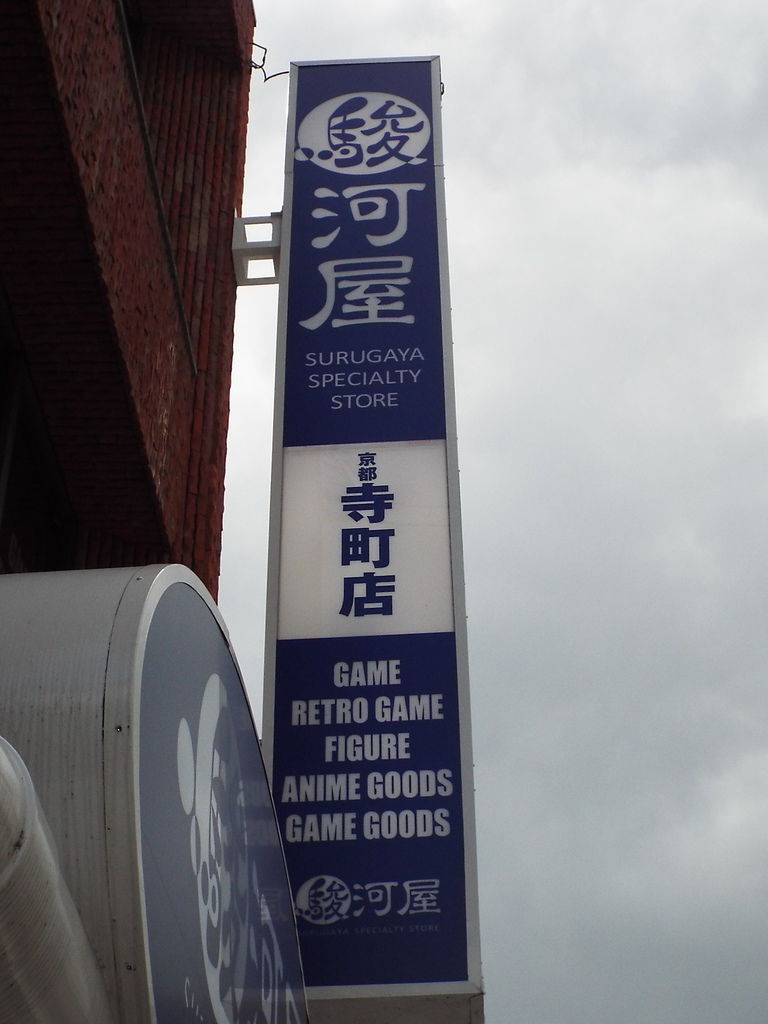 駿河屋
SURUGAYA
SPECIALTY
STORE
京都
寺町店
GAME
RETRO GAME
FIGURE
ANIME GOODS
GAME GOODS
駿河屋
SURUGAYA SPECIALTY STORE